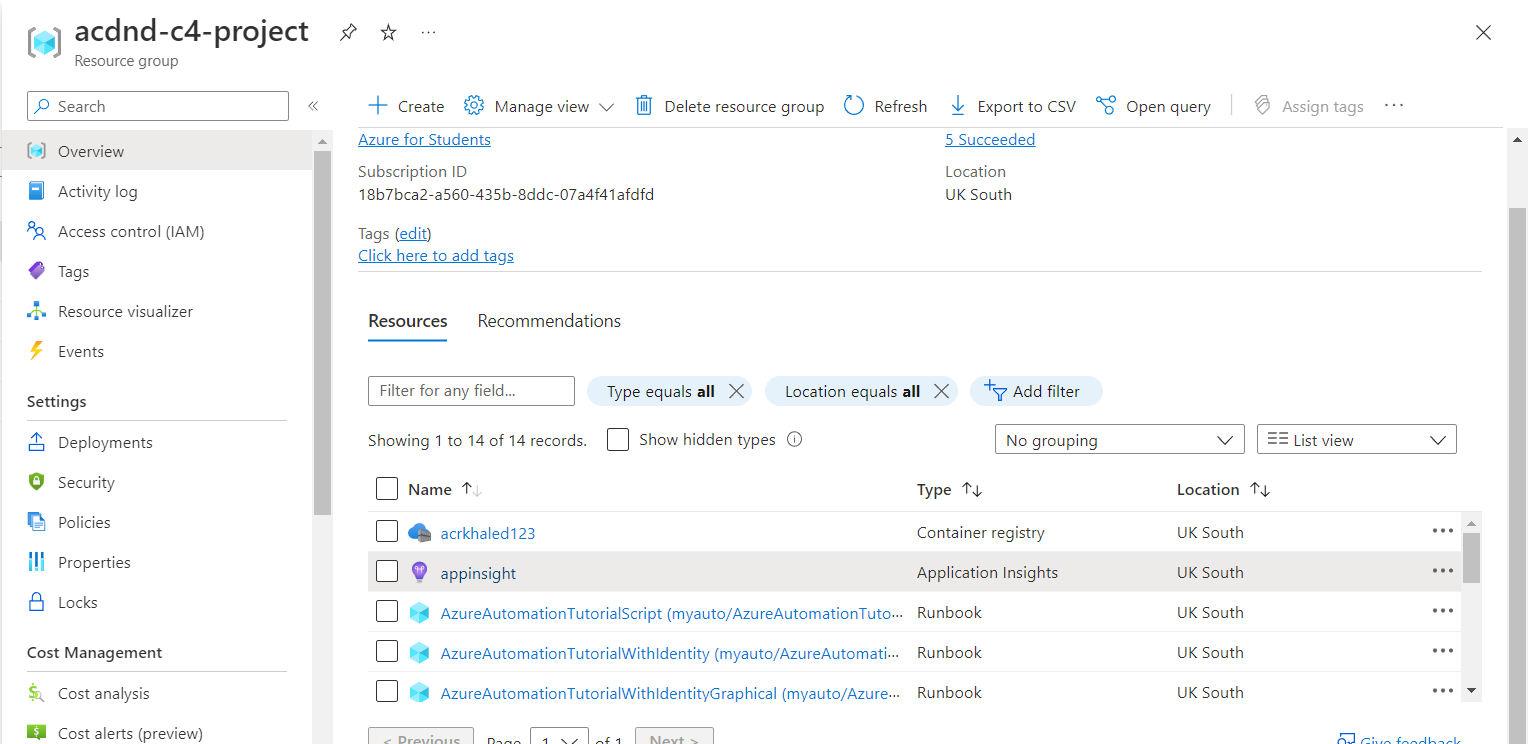 acdnd-c4-project
Resource group
Search
Create
Manage view
Delete resource group
Refresh
Export to CSV
Open query
Assign tags
Overview
Activity log
Access control (IAM)
Tags
Resource visualizer
Events
Settings
Deployments
Security
Policies
Properties
Locks
Cost Management
Cost analysis
Cost alerts (preview)
Azure for Students
5 Succeeded
Subscription ID
Location
18b7bca2-a560-435b-8ddc-07a4f41afdfd
UK South
Tags (edit)
Click here to add tags
Resources Recommendations
Filter for any field...
Type equals all
Location equals all
Add filter
Showing 1 to 14 of 14 records.
Show hidden types
No grouping
List view
Name Type Location
acrkhaled123 Container registry UK South
appinsight Application Insights UK South
AzureAutomationTutorialScript (myauto/AzureAutomationTuto... Runbook UK South
AzureAutomationTutorialWithIdentity (myauto/AzureAutomati... Runbook UK South
AzureAutomationTutorialWithIdentityGraphical (myauto/Azure... Runbook UK South
< Previous Page 1 of 1 Next >
Give feedback